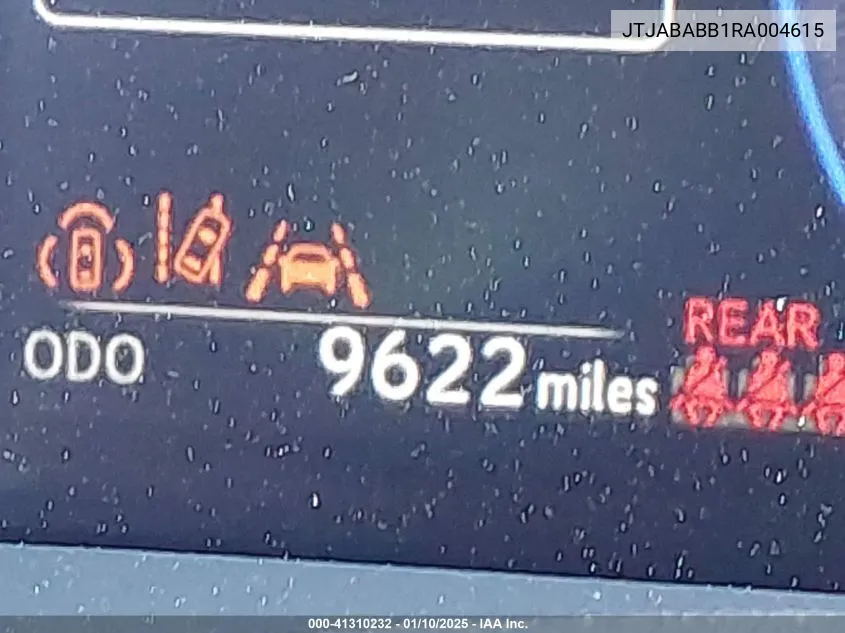 JTJABABB1RA004615
REAR
ODO 9622 miles
000-41310232 - 01/10/2025 - IAA Inc.